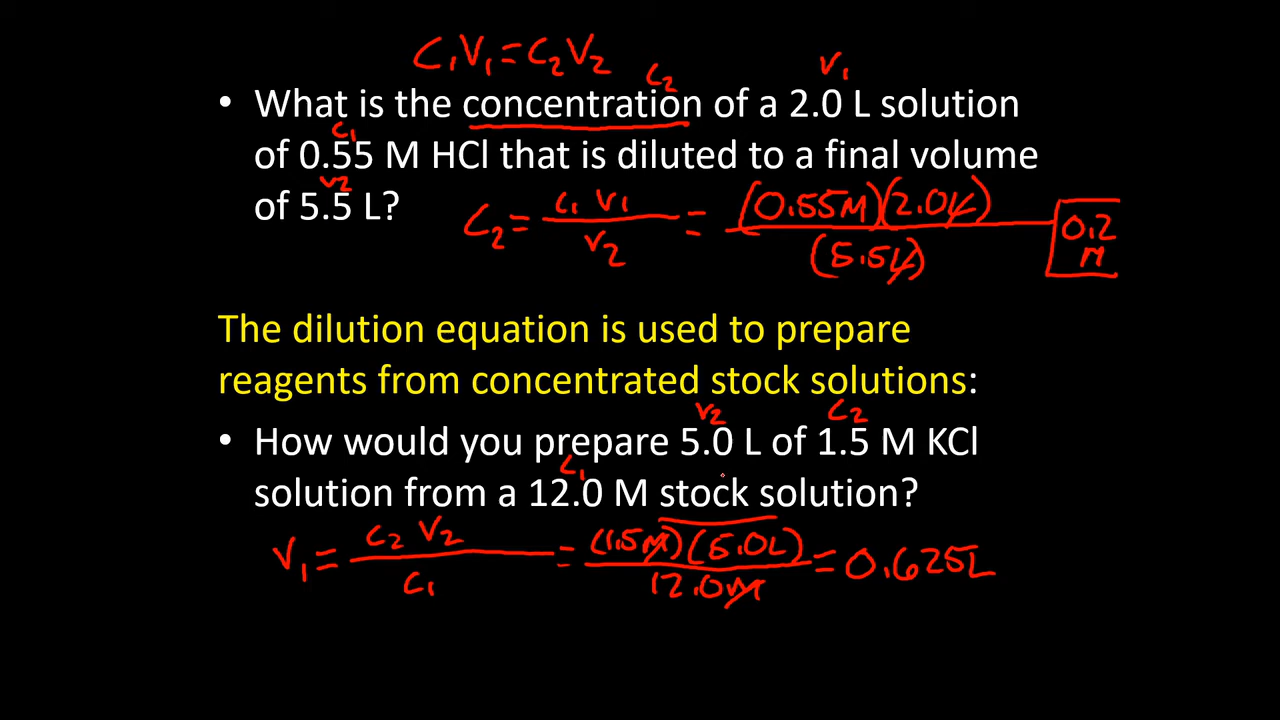 C₁V₁=C₂V₂
C₂ V₁
• What is the concentration of a 2.0 L solution
C₁
of 0.55 M HCl that is diluted to a final volume
V₂
of 5.5 L?
C₂ = C₁ V₁ / V₂ = (0.55M)(2.0L) / (5.5L) 0.2 M
The dilution equation is used to prepare
reagents from concentrated stock solutions:
V₂ C₂
• How would you prepare 5.0 L of 1.5 M KCl
C₁
solution from a 12.0 M stock solution?
V₁ = C₂ V₂ / C₁ = (1.5M)(5.0L) / 12.0M = 0.625L